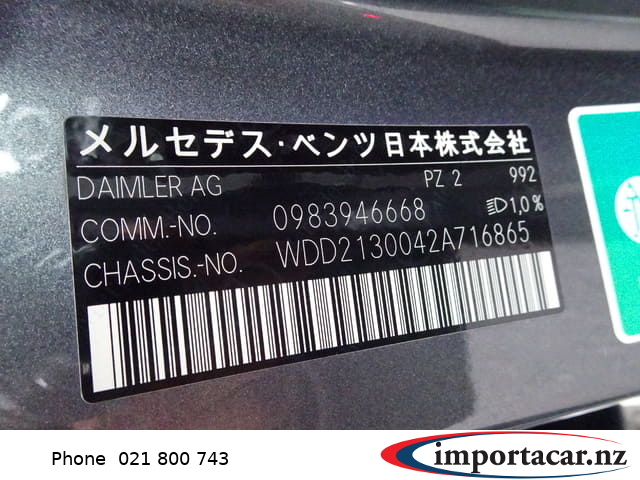 メルセデス・ベンツ日本株式会社
DAIMLER AG PZ 2 992
COMM.-NO. 0983946668 1,0 %
CHASSIS.-NO. WDD2130042A716865
Phone 021 800 743
importacar.nz